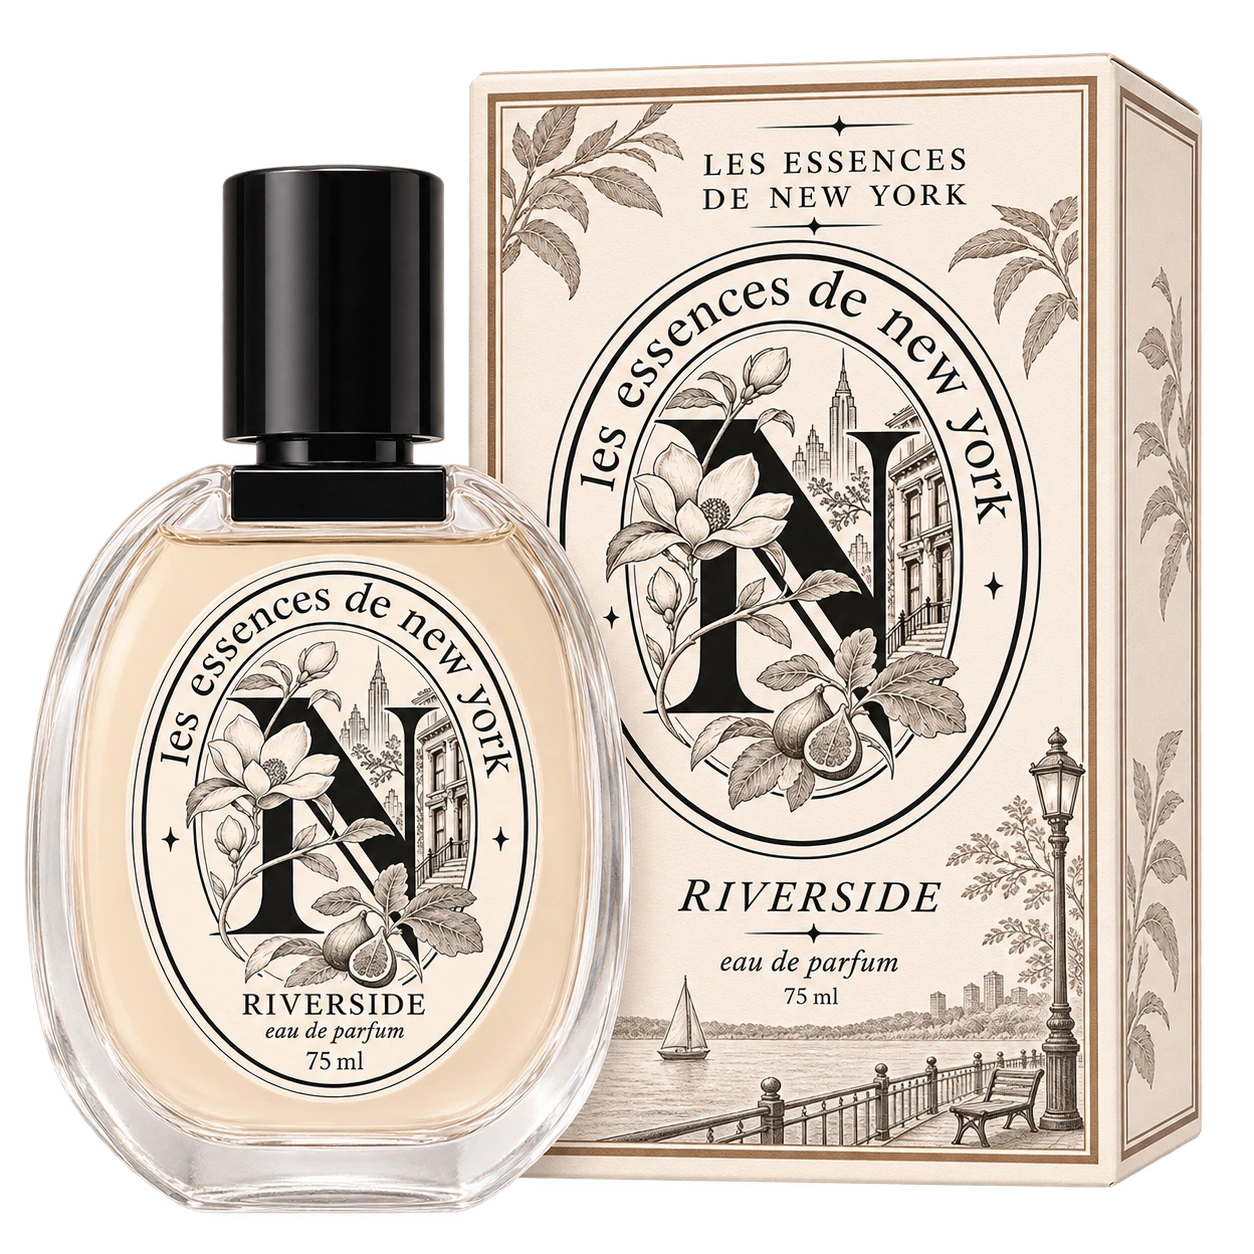 LES ESSENCES
DE NEW YORK
les essences de new york
N
RIVERSIDE
eau de parfum
75 ml
les essences de new york
N
RIVERSIDE
eau de parfum
75 ml